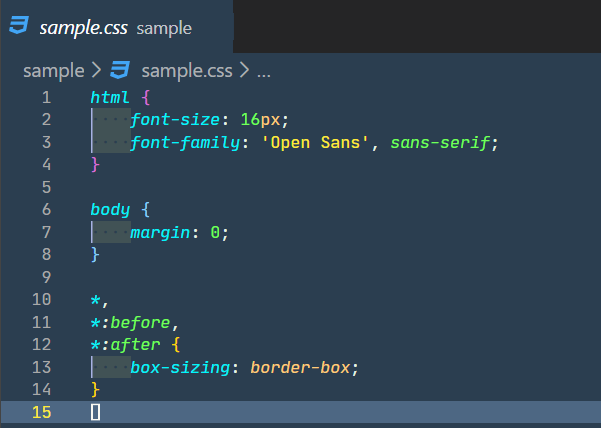 sample.css sample
sample > sample.css > ...
1 html {
2 font-size: 16px;
3 font-family: 'Open Sans', sans-serif;
4 }
5
6 body {
7 margin: 0;
8 }
9
10 *,
11 *:before,
12 *:after {
13 box-sizing: border-box;
14 }
15